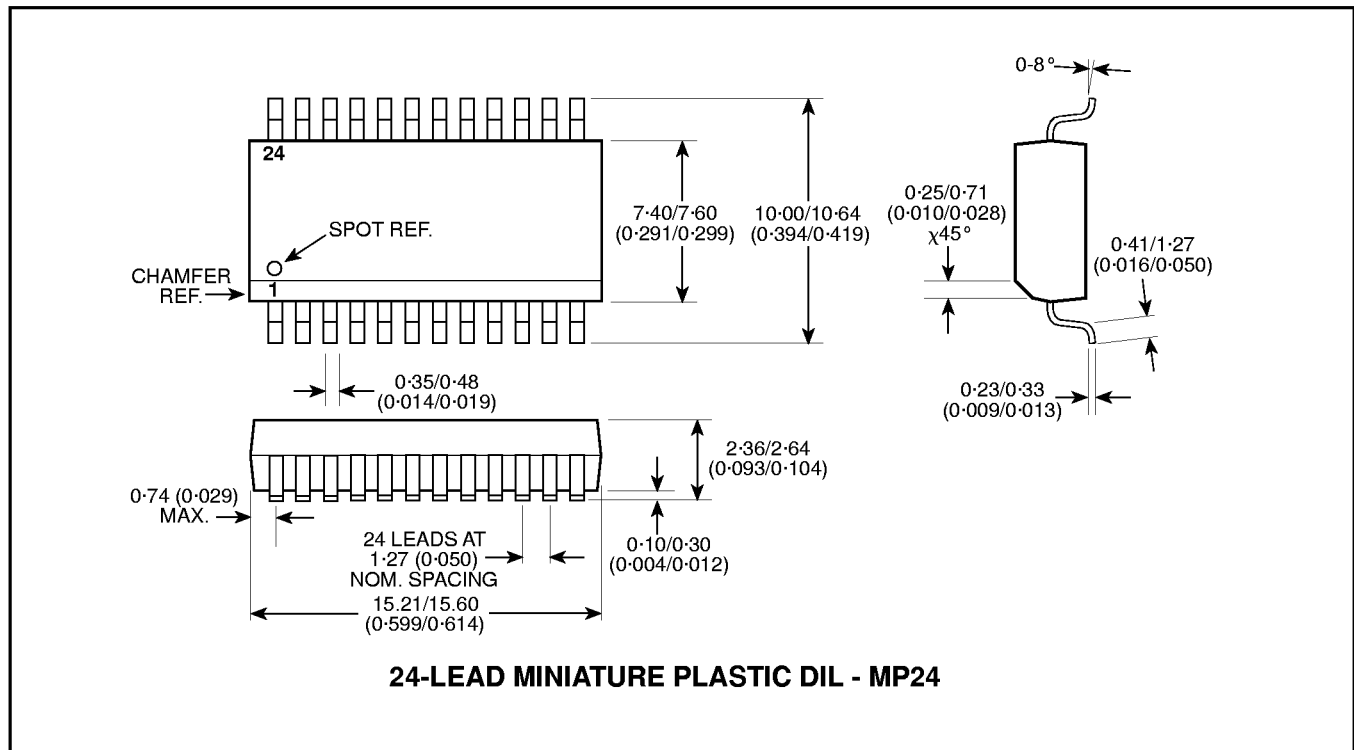 0-8°
24
SPOT REF.
CHAMFER
REF.
1
7·40/7·60
(0·291/0·299)
10·00/10·64
(0·394/0·419)
0·25/0·71
(0·010/0·028)
χ45°
0·41/1·27
(0·016/0·050)
0·35/0·48
(0·014/0·019)
0·23/0·33
(0·009/0·013)
2·36/2·64
(0·093/0·104)
0·74 (0·029)
MAX.
24 LEADS AT
1·27 (0·050)
NOM. SPACING
0·10/0·30
(0·004/0·012)
15.21/15.60
(0·599/0·614)
24-LEAD MINIATURE PLASTIC DIL - MP24